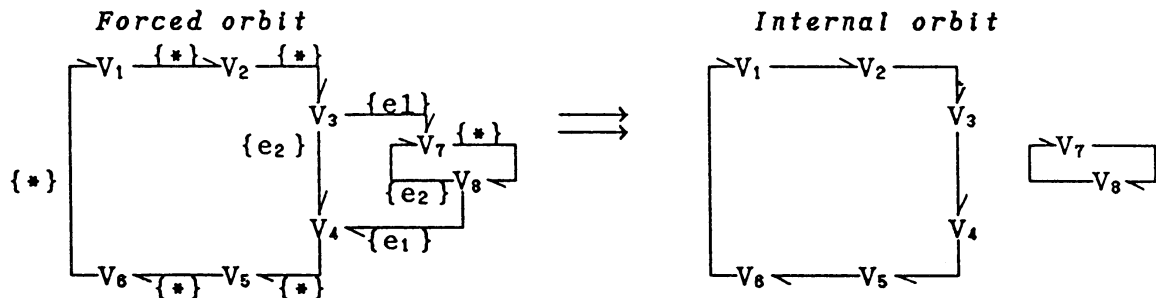 Forced orbit Internal orbit
V₁ {*} V₂ {*} V₁ V₂
V₃ {e1} V₃
{e₂} V₇ {*} V₇
{*} {e₂} V₈ V₈
V₄ {e₁} V₄
V₆ {*} V₅ {*} V₆ V₅